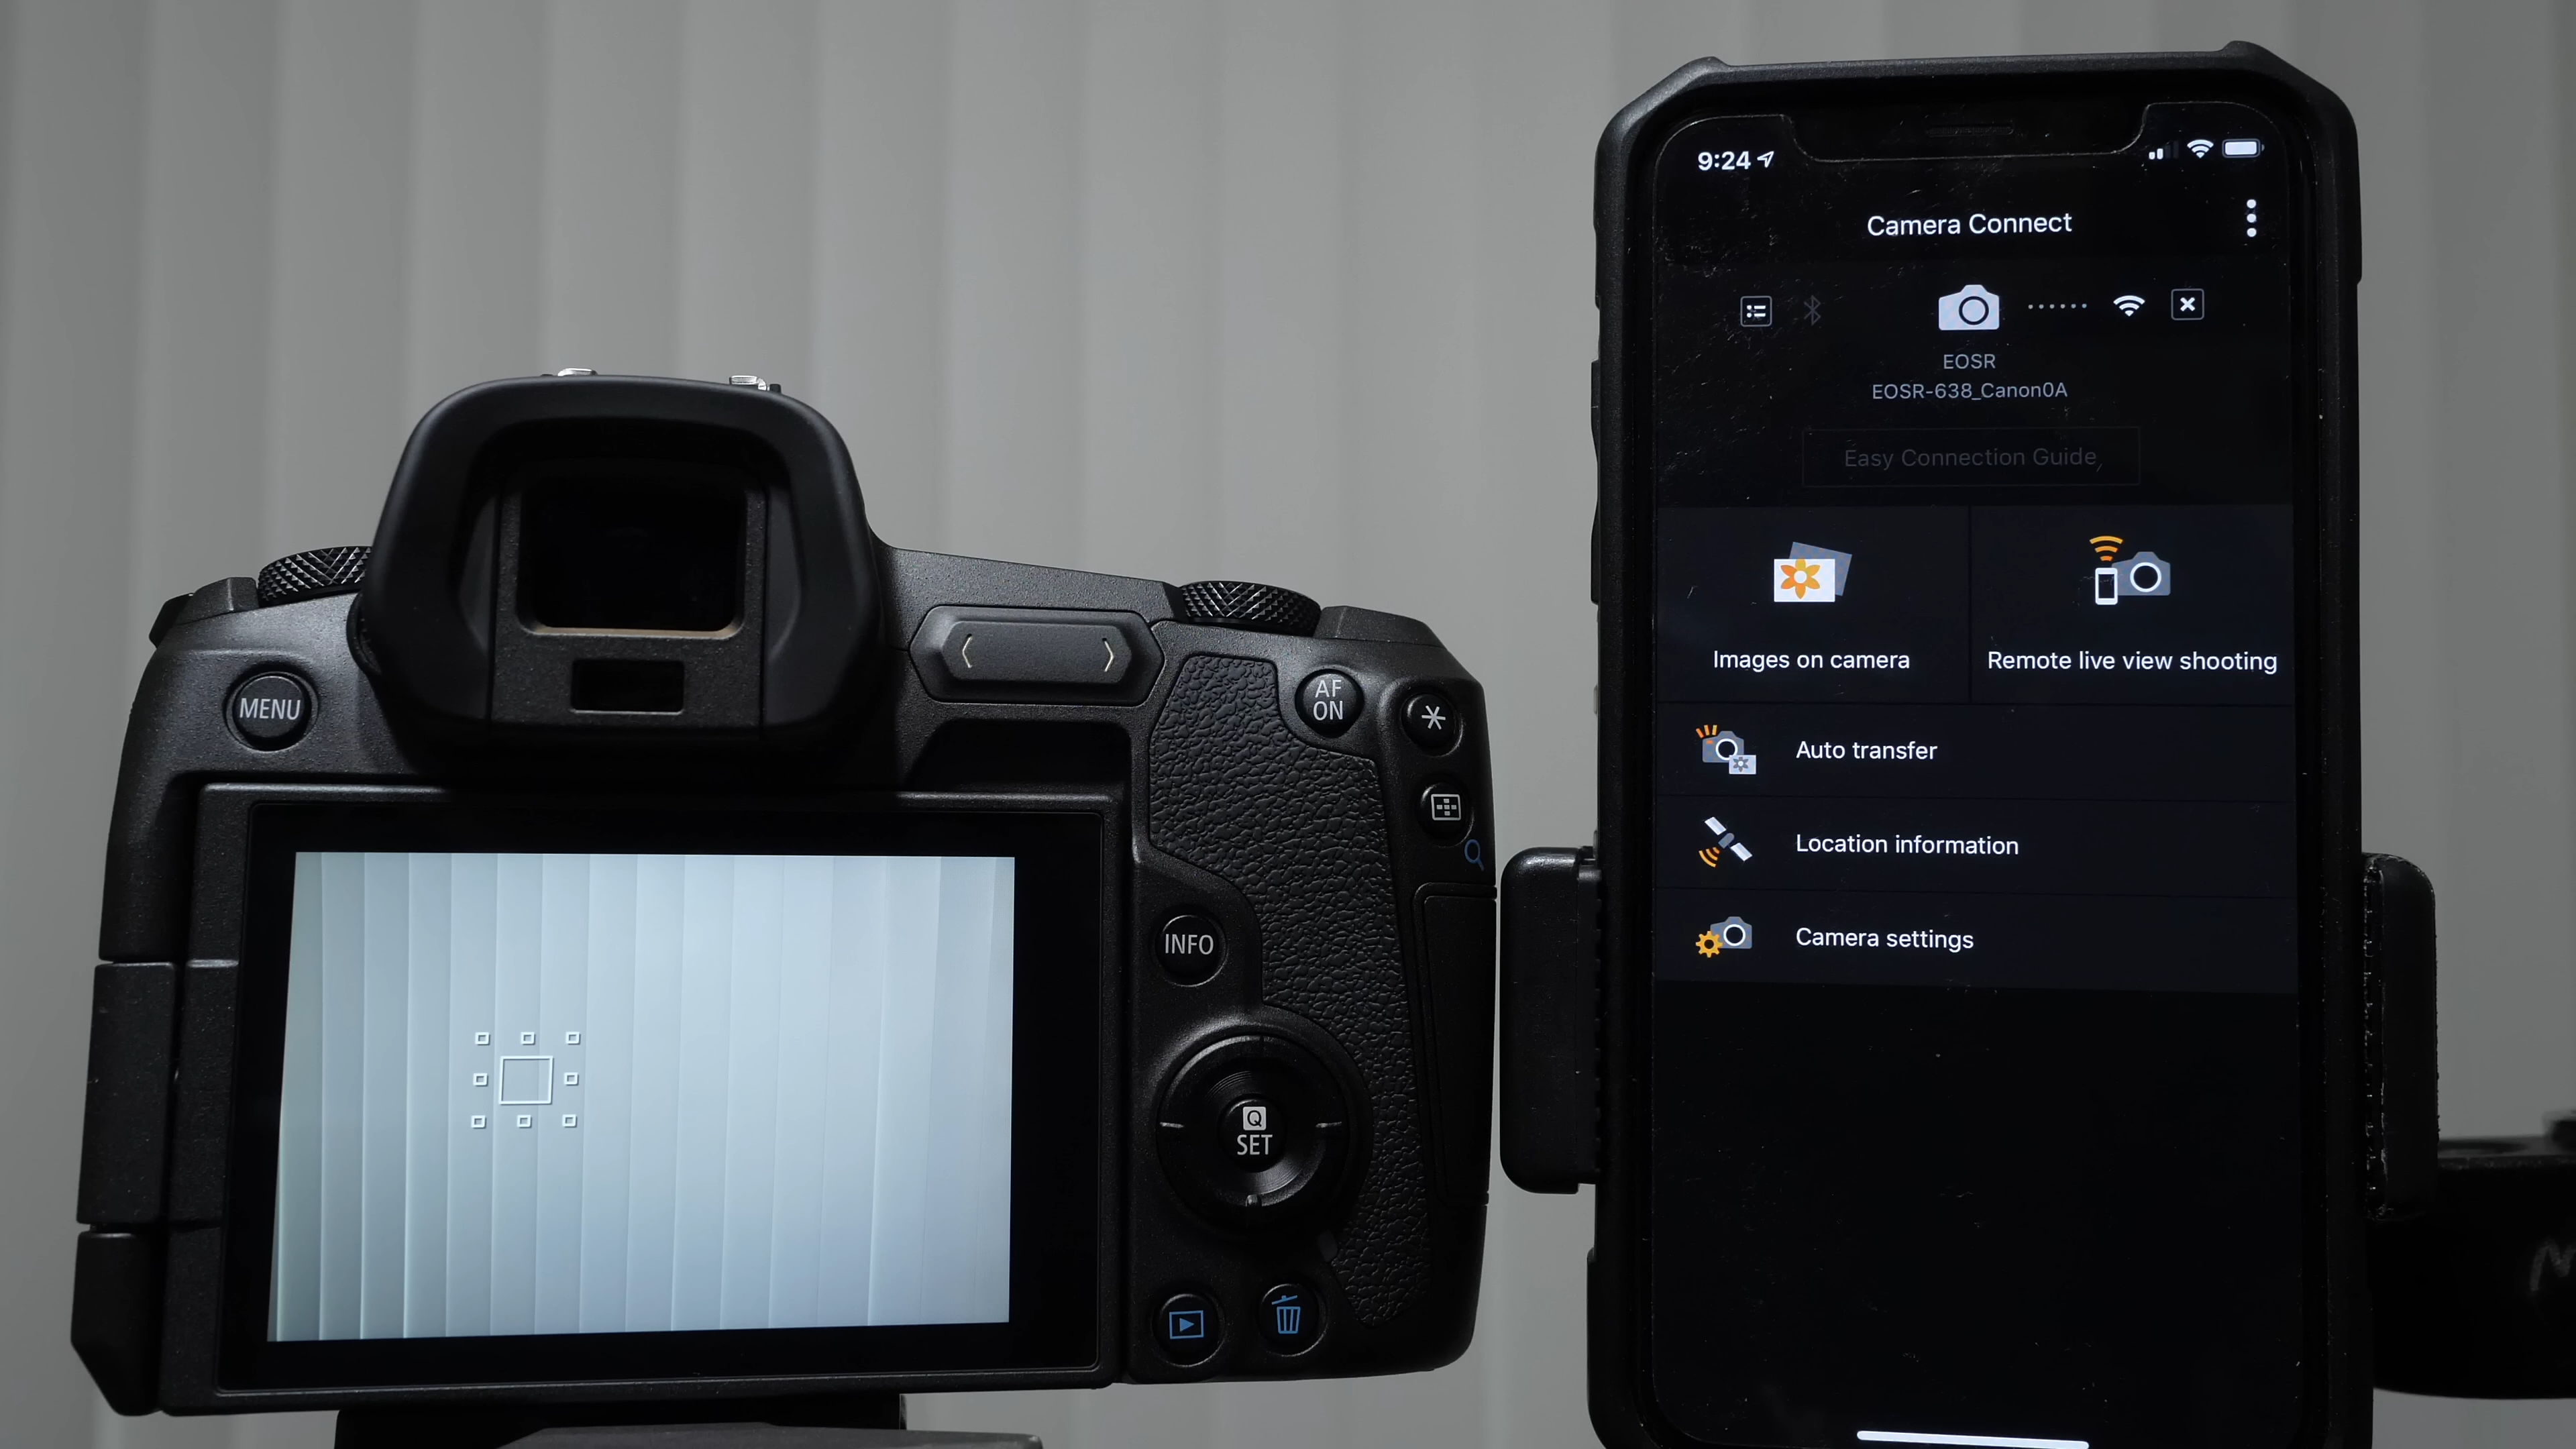 MENU
AF
ON
INFO
Q
SET
9:24
Camera Connect
EOSR
EOSR-638_Canon0A
Easy Connection Guide
Images on camera
Remote live view shooting
Auto transfer
Location information
Camera settings